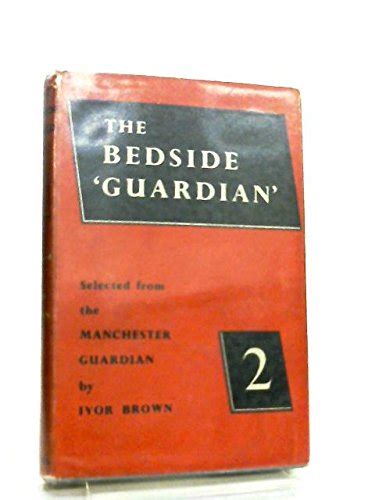 THE
BEDSIDE
'GUARDIAN'
Selected from
the
MANCHESTER
GUARDIAN
by
IVOR BROWN
2